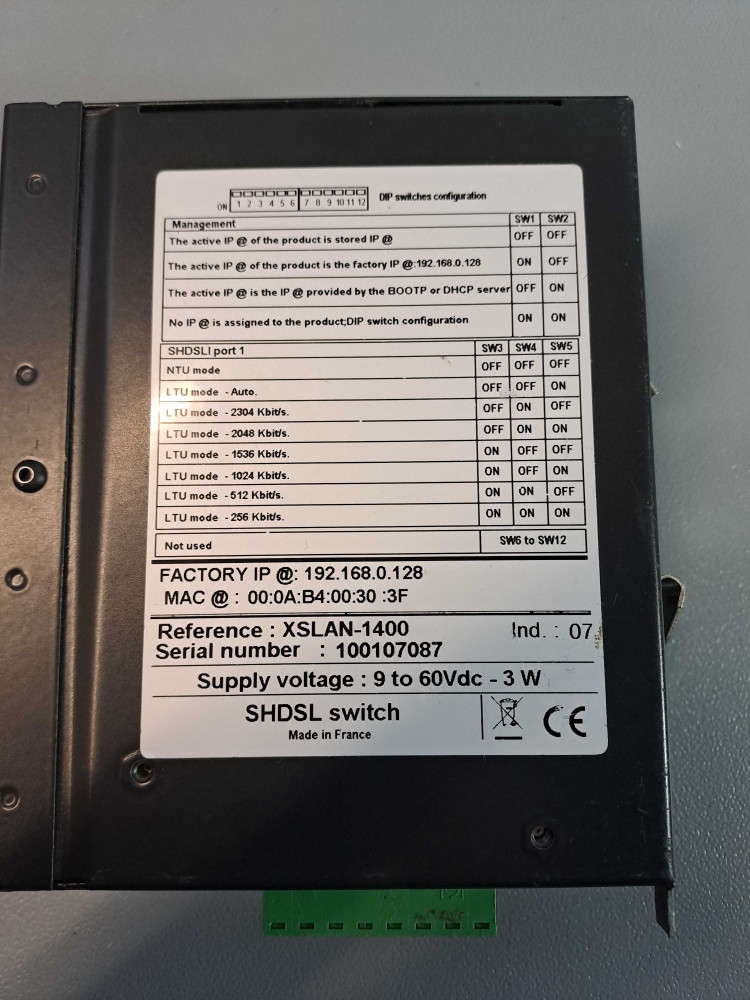 ON 1 2 3 4 5 6 7 8 9 10 11 12 DIP switches configuration
Management SW1 SW2
The active IP @ of the product is stored IP @ OFF OFF
The active IP @ of the product is the factory IP @:192.168.0.128 ON OFF
The active IP @ is the IP @ provided by the BOOTP or DHCP server OFF ON
No IP @ is assigned to the product;DIP switch configuration ON ON
SHDSLI port 1 SW3 SW4 SW5
NTU mode OFF OFF OFF
LTU mode - Auto. OFF OFF ON
LTU mode - 2304 Kbit/s. OFF ON OFF
LTU mode - 2048 Kbit/s. OFF ON ON
LTU mode - 1536 Kbit/s. ON OFF OFF
LTU mode - 1024 Kbit/s. ON OFF ON
LTU mode - 512 Kbit/s. ON ON OFF
LTU mode - 256 Kbit/s. ON ON ON
Not used SW6 to SW12
FACTORY IP @: 192.168.0.128
MAC @ : 00:0A:B4:00:30 :3F
Reference : XSLAN-1400 Ind. : 07
Serial number : 100107087
Supply voltage : 9 to 60Vdc - 3 W
SHDSL switch
Made in France
CE